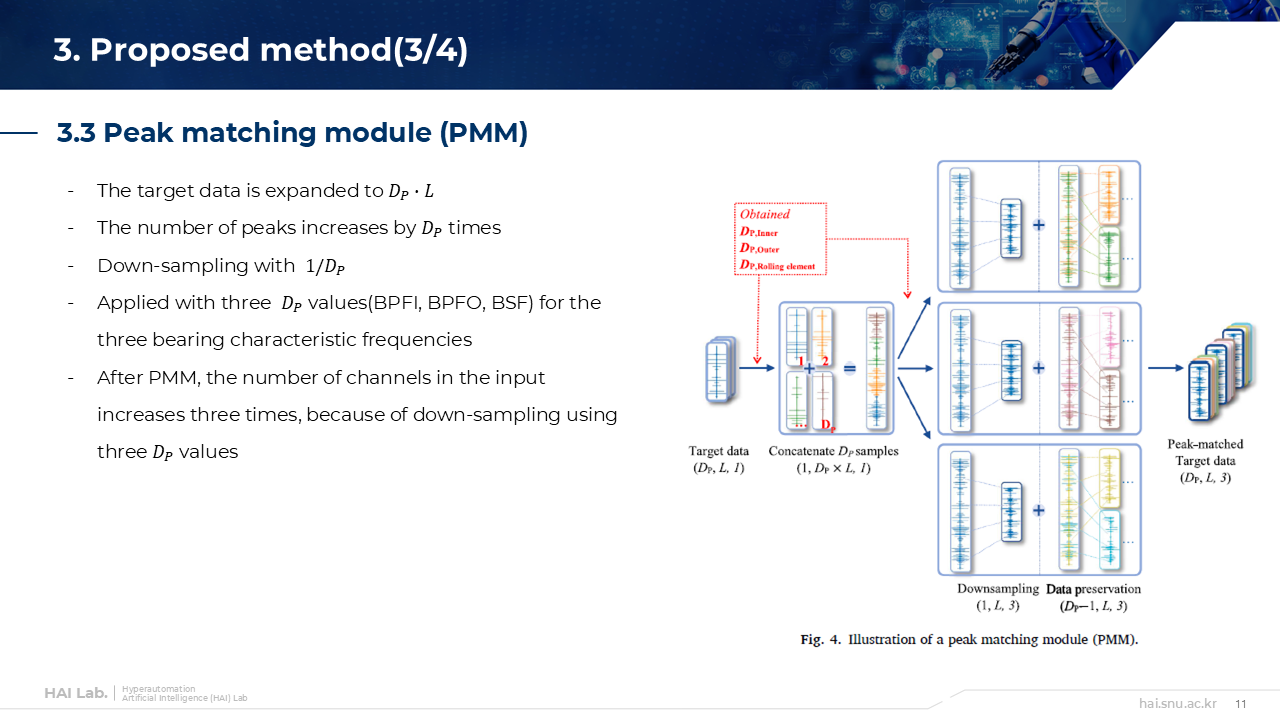 3. Proposed method(3/4)
3.3 Peak matching module (PMM)
- The target data is expanded to D_P · L
- The number of peaks increases by D_P times
- Down-sampling with 1/D_P
- Applied with three D_P values(BPFI, BPFO, BSF) for the
three bearing characteristic frequencies
- After PMM, the number of channels in the input
increases three times, because of down-sampling using
three D_P values
Obtained
D_P,Inner
D_P,Outer
D_P,Rolling element
1 + 2
=
... D_P
+
...
...
+
...
...
+
...
...
Target data
(D_P, L, 1)
Concatenate D_P samples
(1, D_P × L, 1)
Peak–matched
Target data
(D_P, L, 3)
Downsampling
(1, L, 3)
Data preservation
(D_P−1, L, 3)
Fig. 4. Illustration of a peak matching module (PMM).
HAI Lab.
Hyperautomation
Artificial Intelligence (HAI) Lab
hai.snu.ac.kr
11